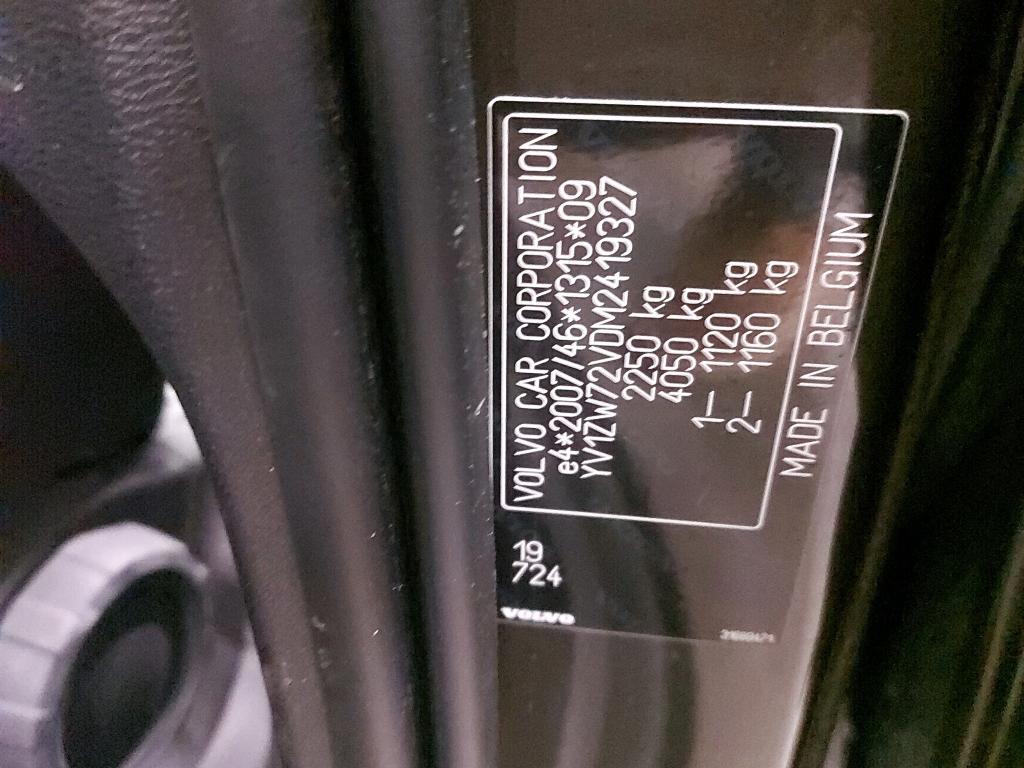 VOLVO CAR CORPORATION
e4*2007/46*1315*09
YV1ZW72VDM2419327
2250 kg
4050 kg
1— 1120 kg
2— 1160 kg
MADE IN BELGIUM
19
724
VOLVO